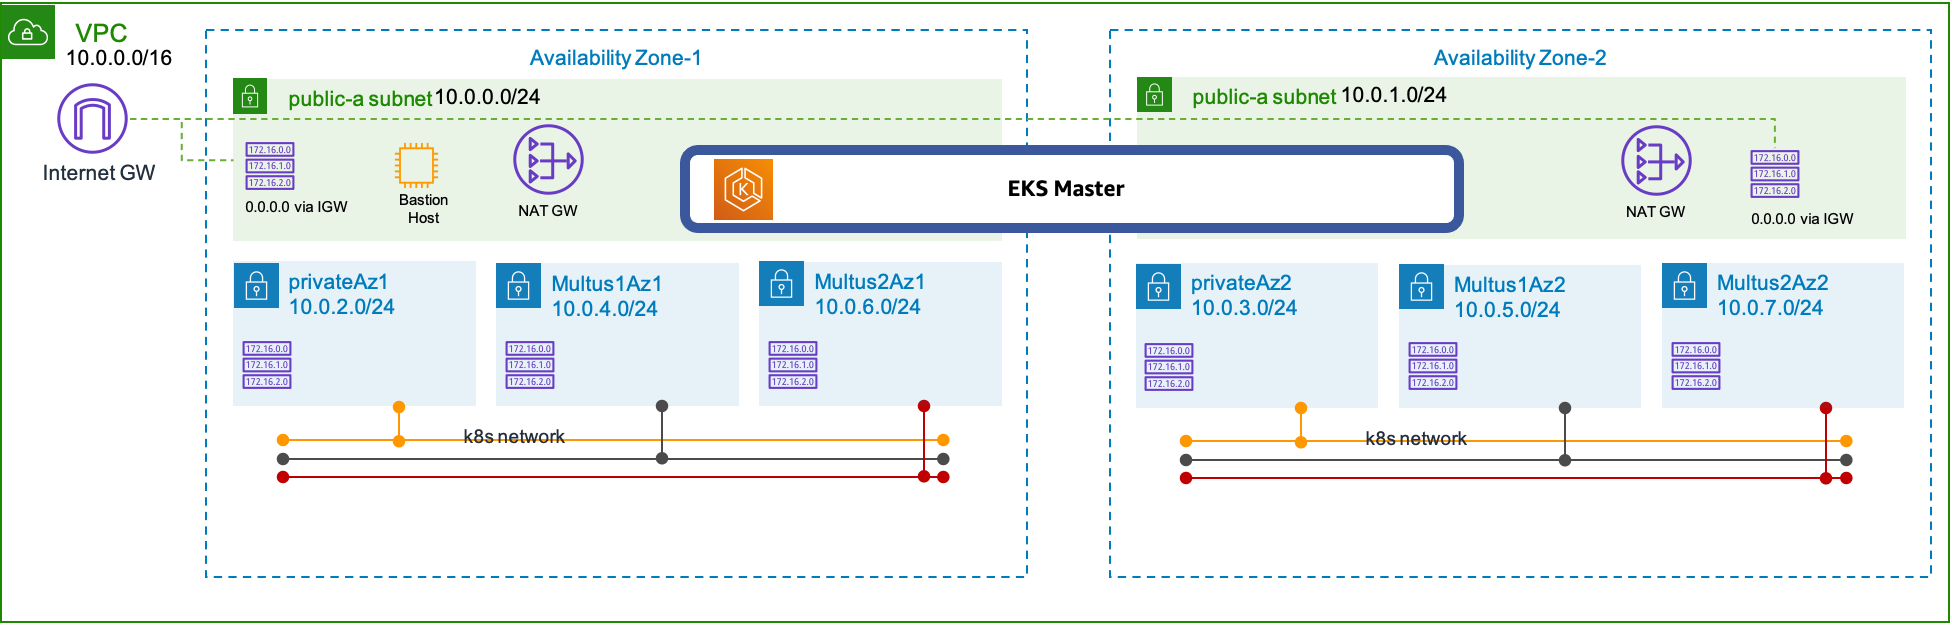 VPC
10.0.0.0/16
Internet GW
Availability Zone-1
public-a subnet 10.0.0.0/24
172.16.0.0
172.16.1.0
172.16.2.0
0.0.0.0 via IGW
Bastion
Host
NAT GW
EKS Master
K
Availability Zone-2
public-a subnet 10.0.1.0/24
NAT GW
172.16.0.0
172.16.1.0
172.16.2.0
0.0.0.0 via IGW
privateAz1
10.0.2.0/24
172.16.0.0
172.16.1.0
172.16.2.0
Multus1Az1
10.0.4.0/24
172.16.0.0
172.16.1.0
172.16.2.0
Multus2Az1
10.0.6.0/24
172.16.0.0
172.16.1.0
172.16.2.0
k8s network
privateAz2
10.0.3.0/24
172.16.0.0
172.16.1.0
172.16.2.0
Multus1Az2
10.0.5.0/24
172.16.0.0
172.16.1.0
172.16.2.0
Multus2Az2
10.0.7.0/24
172.16.0.0
172.16.1.0
172.16.2.0
k8s network